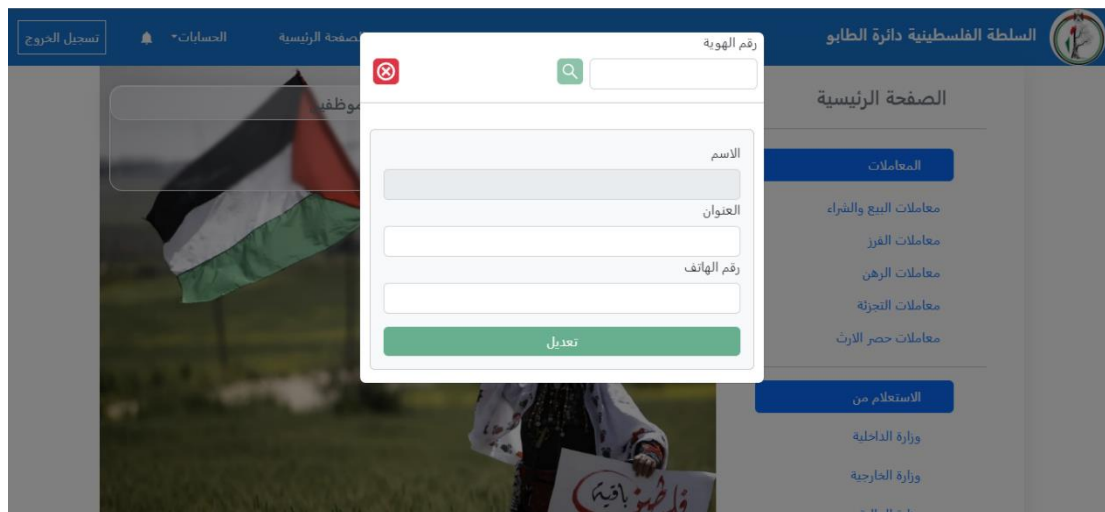 السلطة الفلسطينية دائرة الطابو
الصفحة الرئيسية
الحسابات
تسجيل الخروج
رقم الهوية
الاسم
العنوان
رقم الهاتف
تعديل
الصفحة الرئيسية
المعاملات
معاملات البيع والشراء
معاملات الفرز
معاملات الرهن
معاملات التجزئة
معاملات حصر الارث
الاستعلام من
وزارة الداخلية
وزارة الخارجية
فلسطين باقية